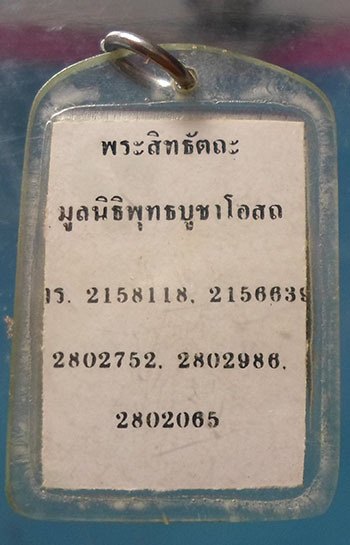 พระสิทธัตถะ
มูลนิธิพุทธบูชาโอสถ
ทร. 2158118, 2156639
2802752, 2802986,
2802065